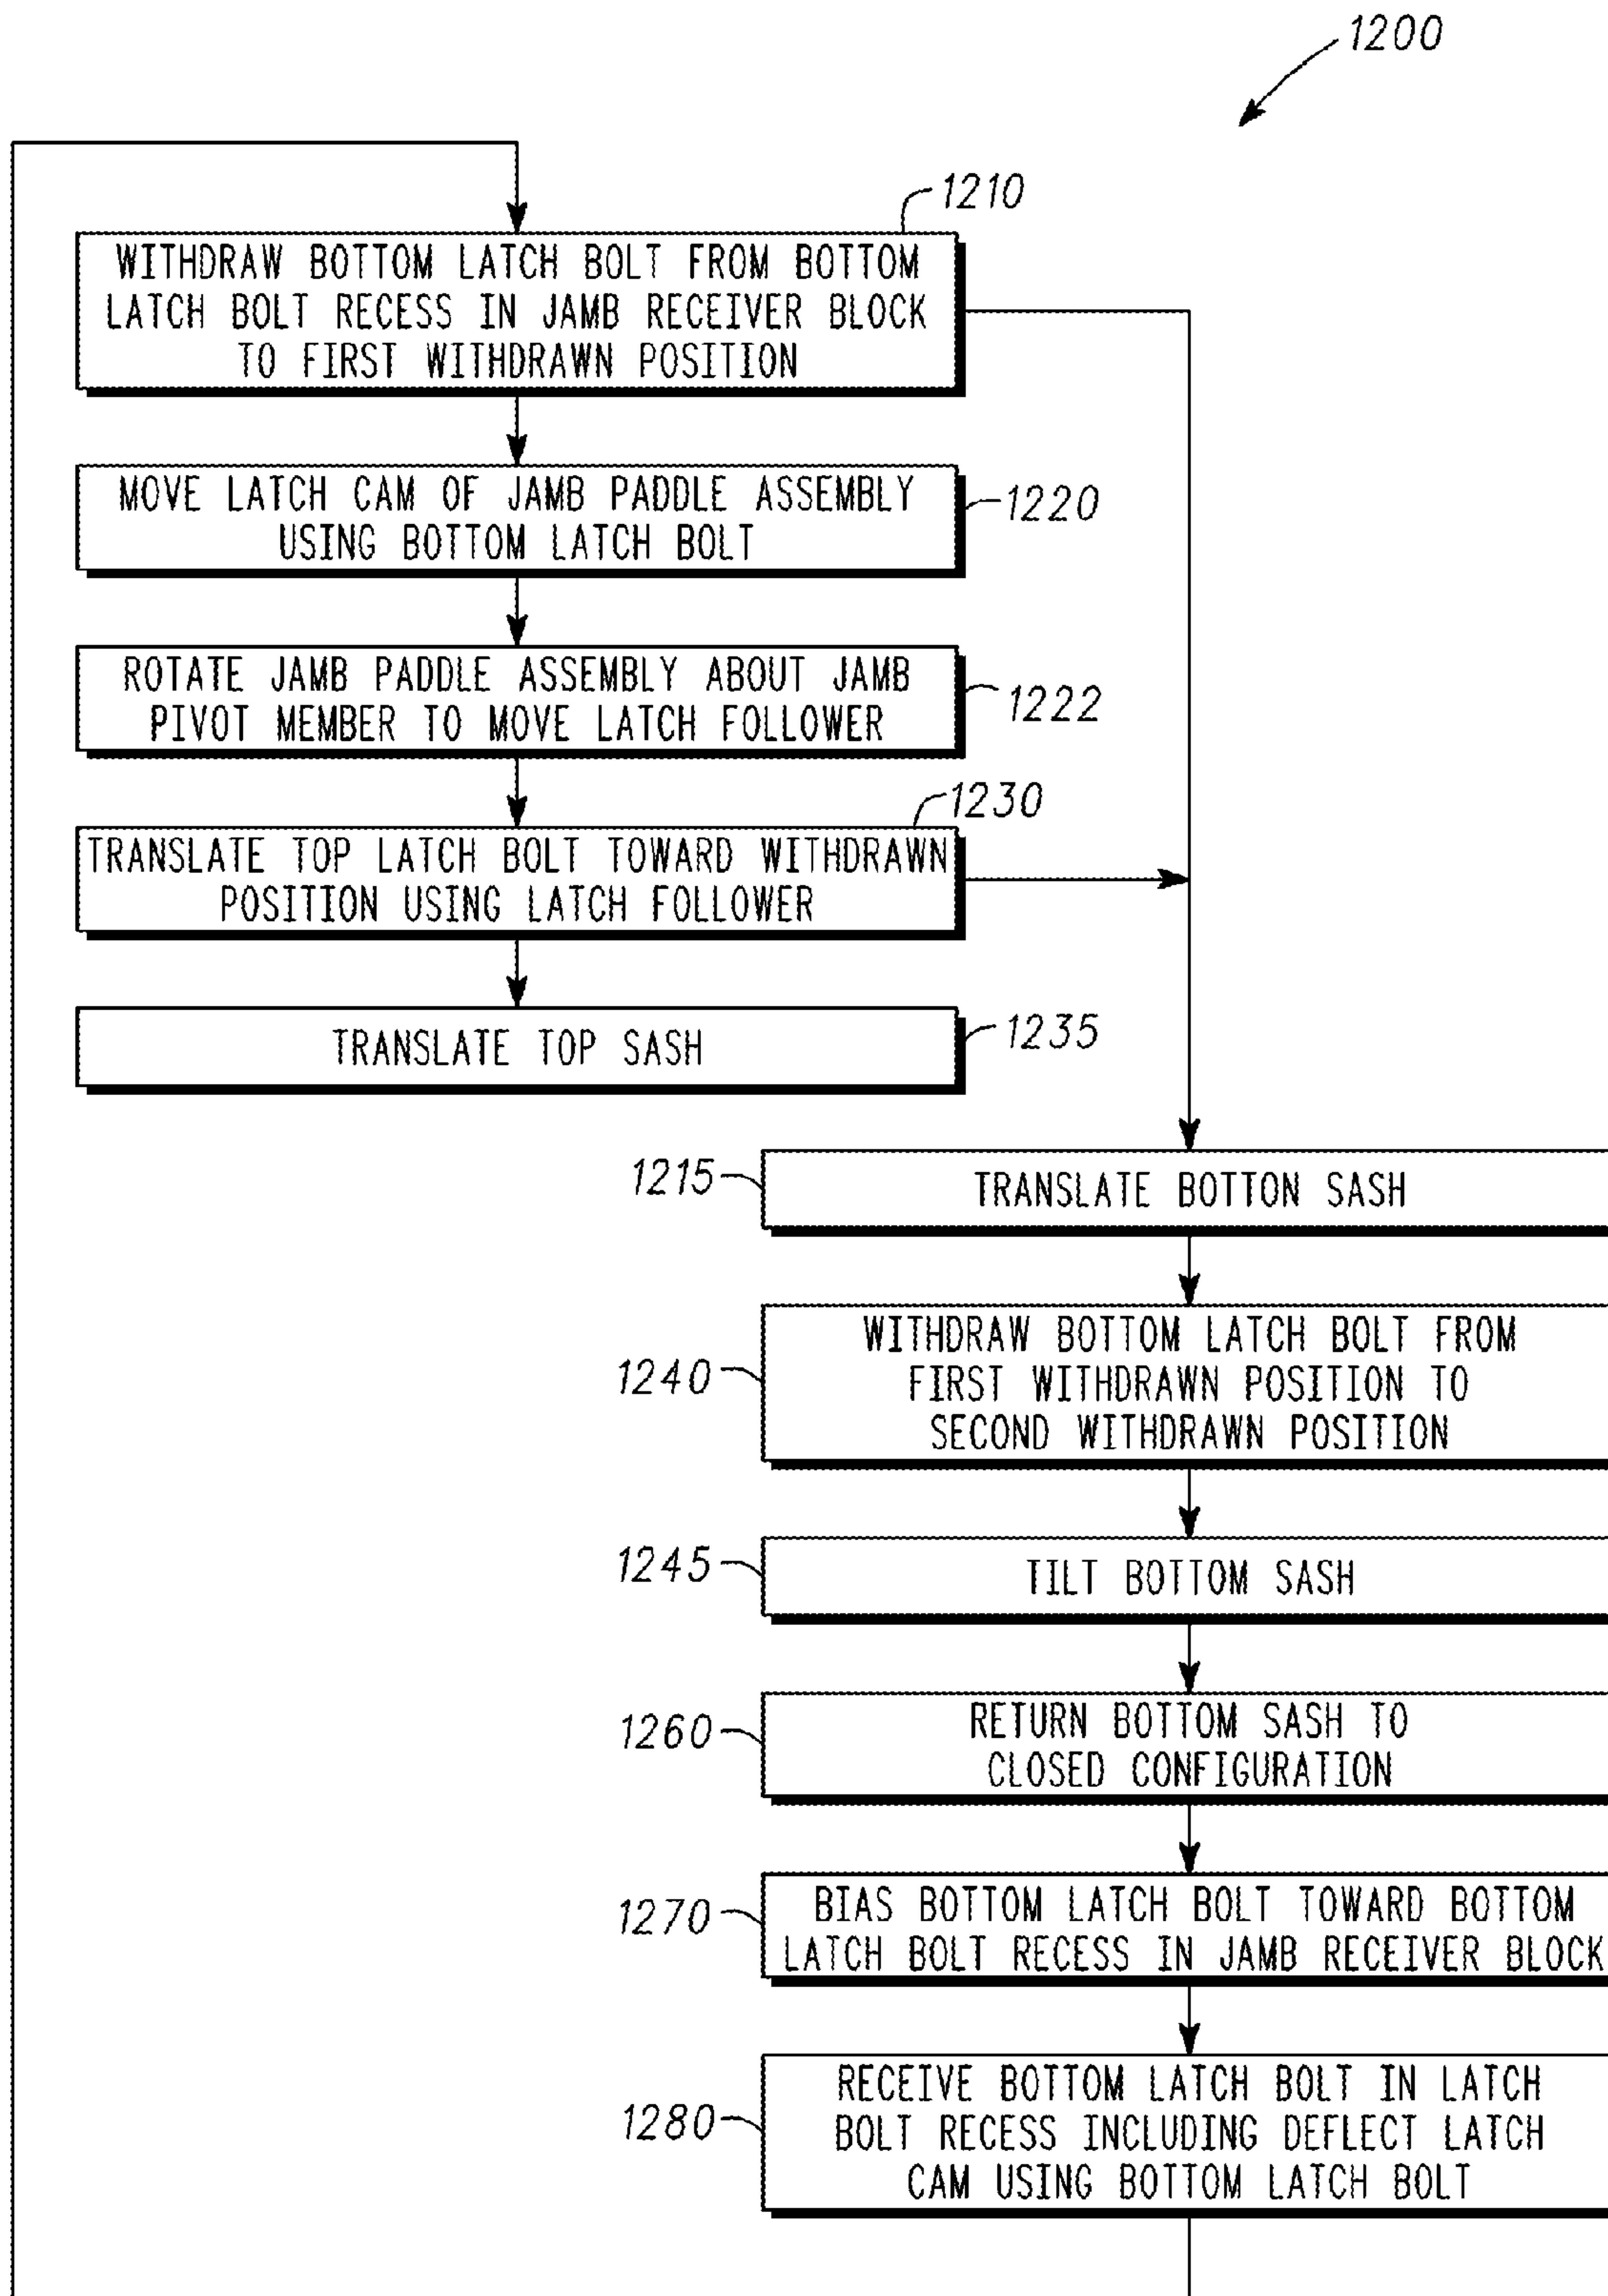 1200
1210
WITHDRAW BOTTOM LATCH BOLT FROM BOTTOM
LATCH BOLT RECESS IN JAMB RECEIVER BLOCK
TO FIRST WITHDRAWN POSITION
MOVE LATCH CAM OF JAMB PADDLE ASSEMBLY
USING BOTTOM LATCH BOLT
1220
ROTATE JAMB PADDLE ASSEMBLY ABOUT JAMB
PIVOT MEMBER TO MOVE LATCH FOLLOWER
1222
1230
TRANSLATE TOP LATCH BOLT TOWARD WITHDRAWN
POSITION USING LATCH FOLLOWER
TRANSLATE TOP SASH
1235
1215
TRANSLATE BOTTON SASH
1240
WITHDRAW BOTTOM LATCH BOLT FROM
FIRST WITHDRAWN POSITION TO
SECOND WITHDRAWN POSITION
1245
TILT BOTTOM SASH
1260
RETURN BOTTOM SASH TO
CLOSED CONFIGURATION
1270
BIAS BOTTOM LATCH BOLT TOWARD BOTTOM
LATCH BOLT RECESS IN JAMB RECEIVER BLOCK
1280
RECEIVE BOTTOM LATCH BOLT IN LATCH
BOLT RECESS INCLUDING DEFLECT LATCH
CAM USING BOTTOM LATCH BOLT